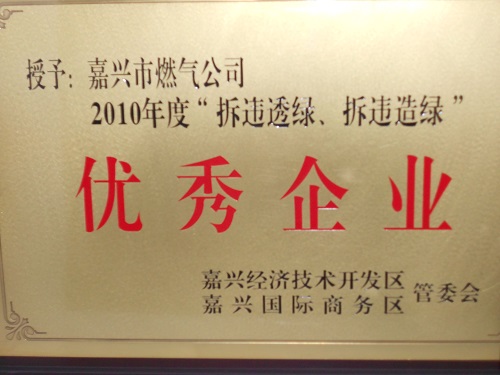 授予：嘉兴市燃气公司
2010年度“拆违透绿、拆违造绿”
优秀企业
嘉兴经济技术开发区
嘉兴国际商务区
管委会